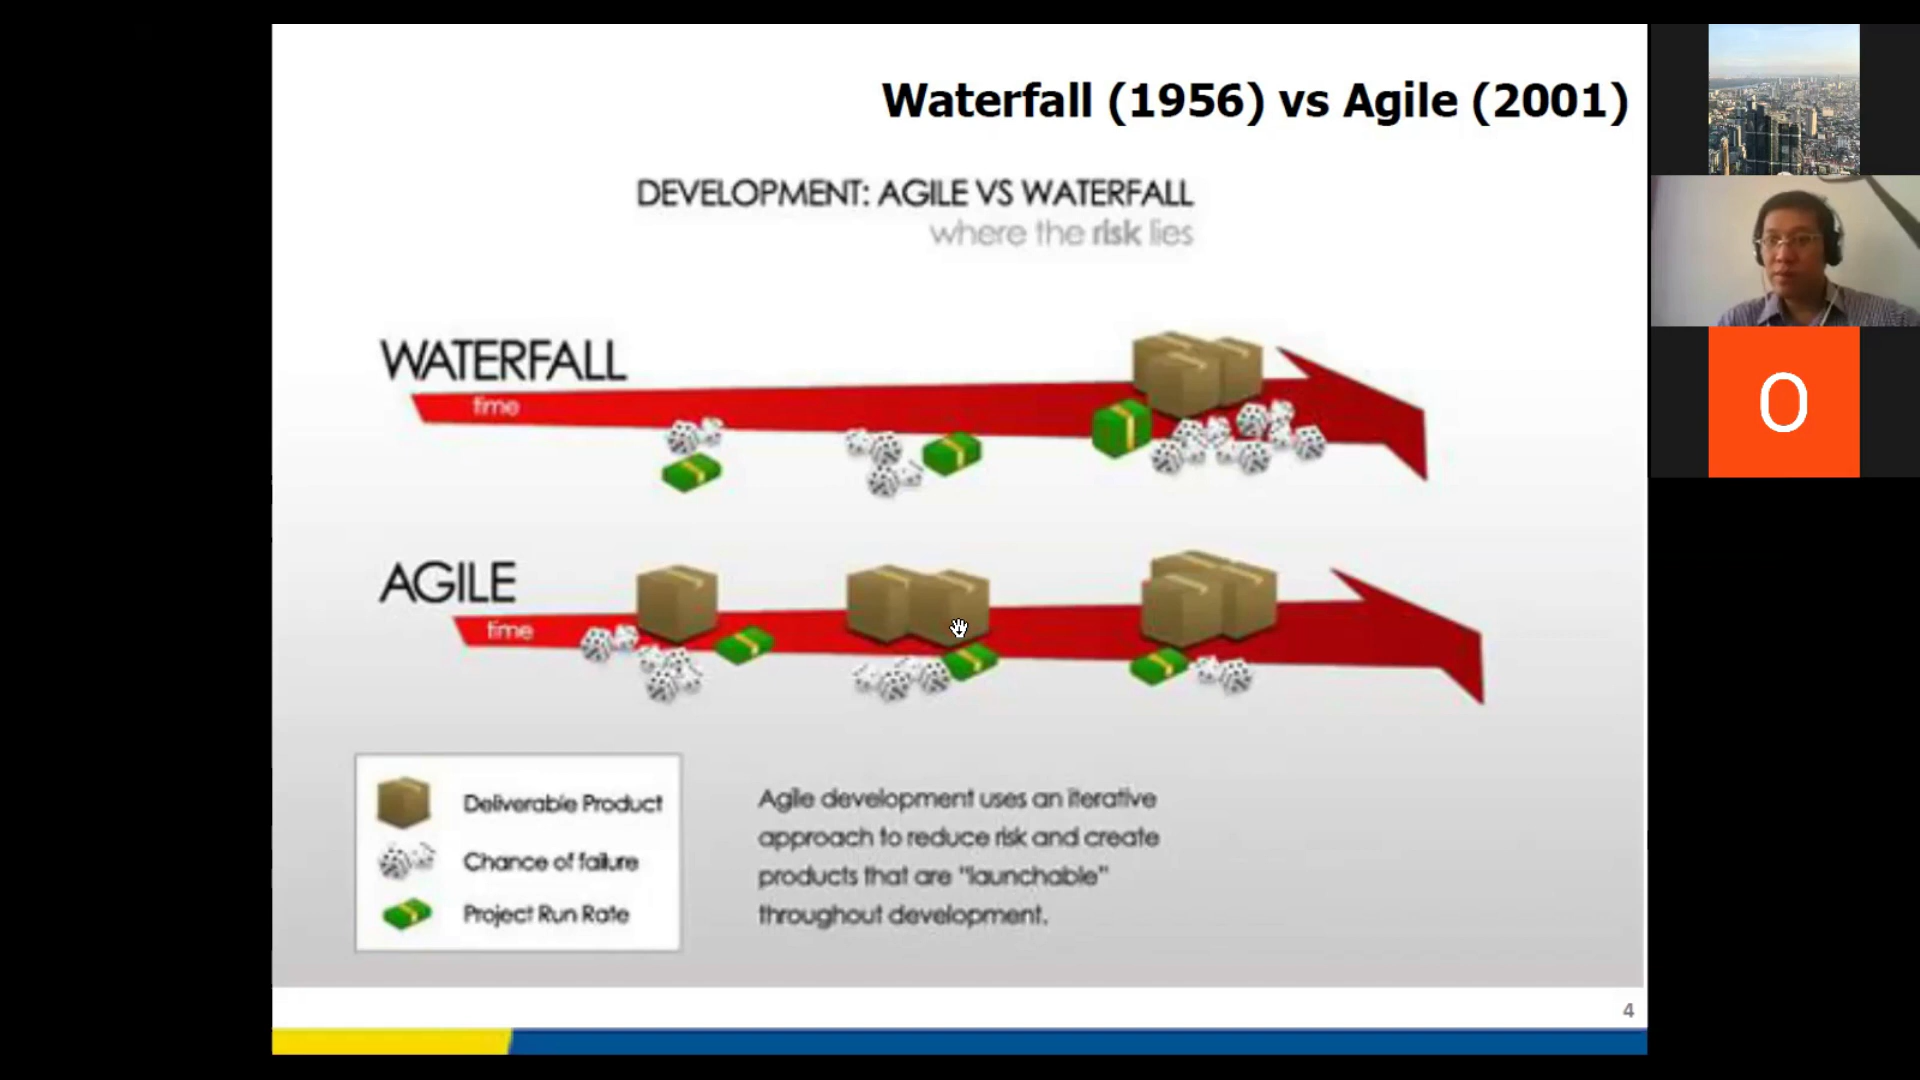 Waterfall (1956) vs Agile (2001)
DEVELOPMENT: AGILE VS WATERFALL
where the risk lies
WATERFALL
time
AGILE
time
Deliverable Product
Chance of failure
Project Run Rate
Agile development uses an iterative
approach to reduce risk and create
products that are "launchable"
throughout development.
4
O